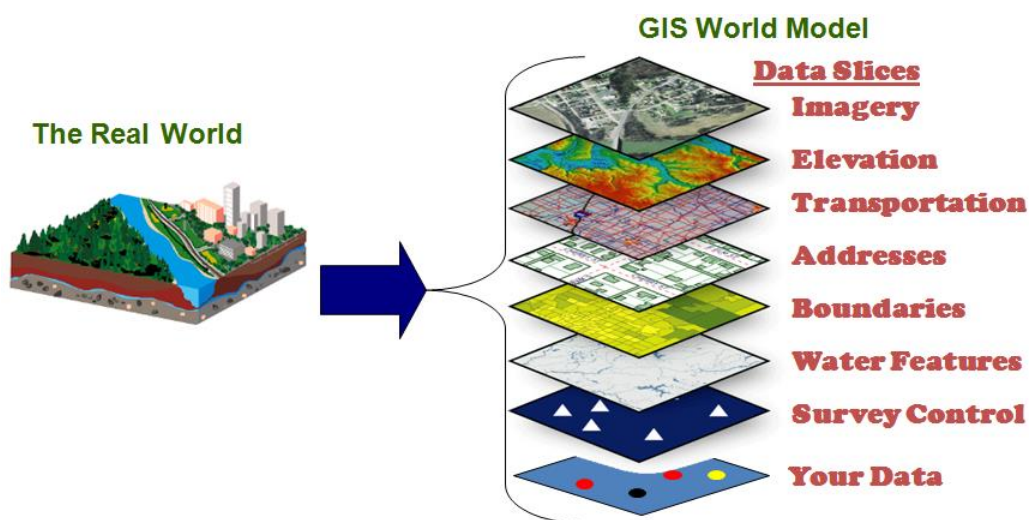 GIS World Model
Data Slices
The Real World
Imagery
Elevation
Transportation
Addresses
Boundaries
Water Features
Survey Control
Your Data